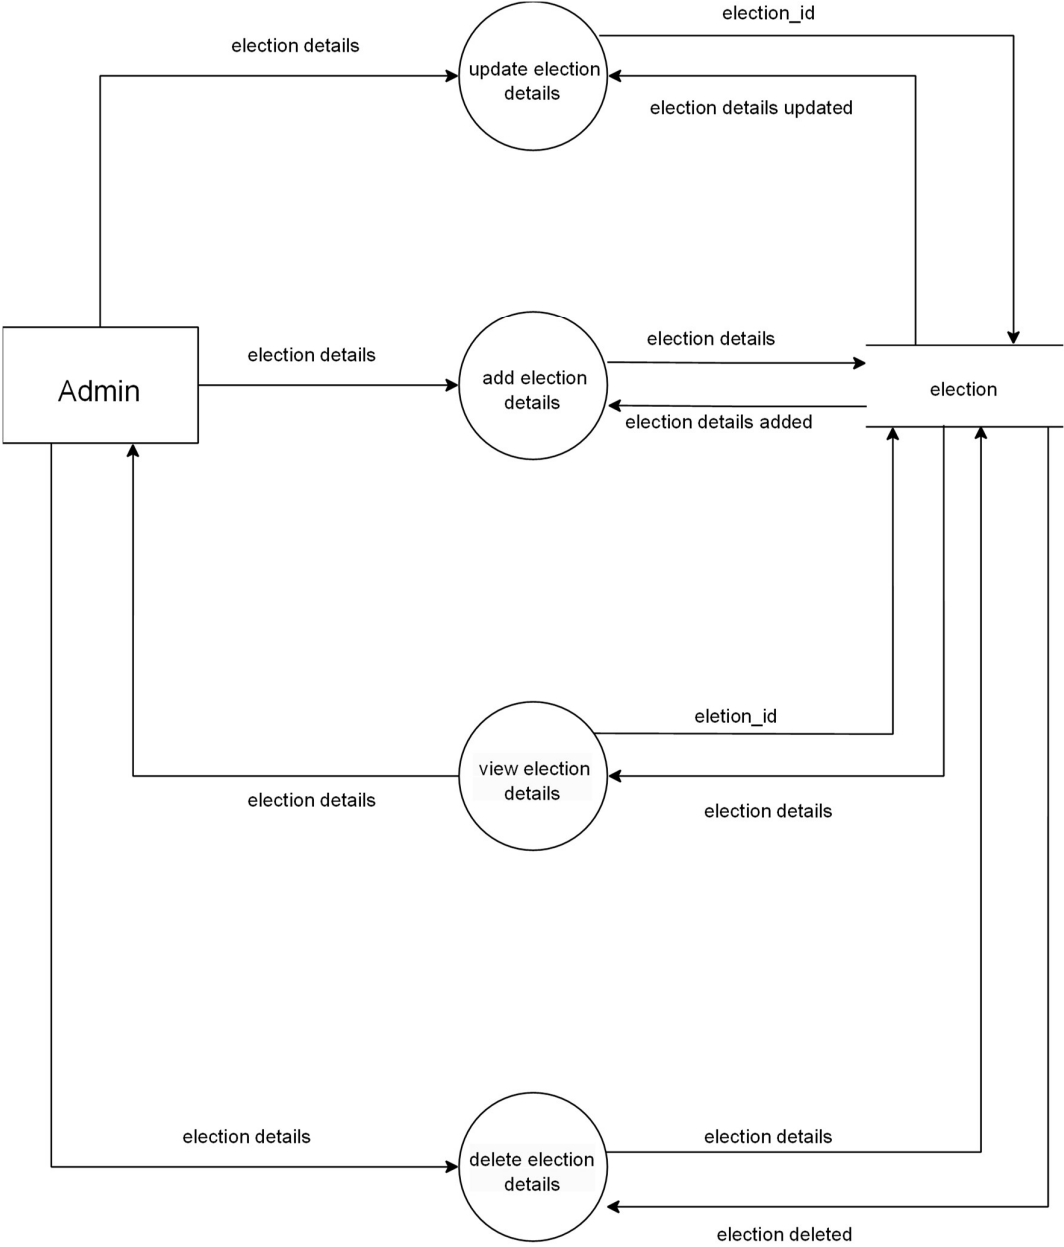 election_id
election details
update election
details
election details updated
election details
election details
Admin
add election
details
election
election details added
eletion_id
view election
details
election details
election details
election details
election details
delete election
details
election deleted